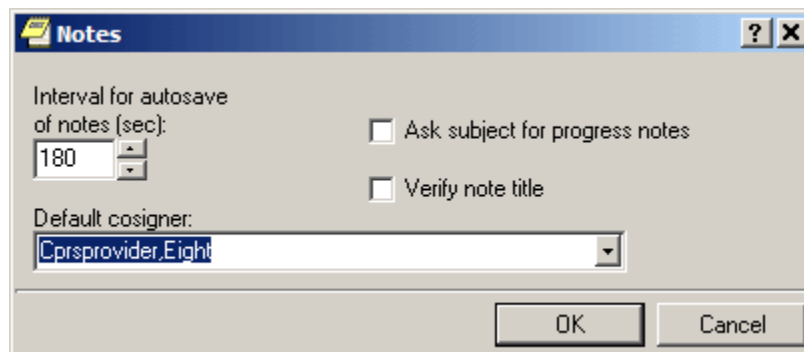 Notes
Interval for autosave
of notes (sec):
180
Ask subject for progress notes
Verify note title
Default cosigner:
Cprsprovider,Eight
OK
Cancel